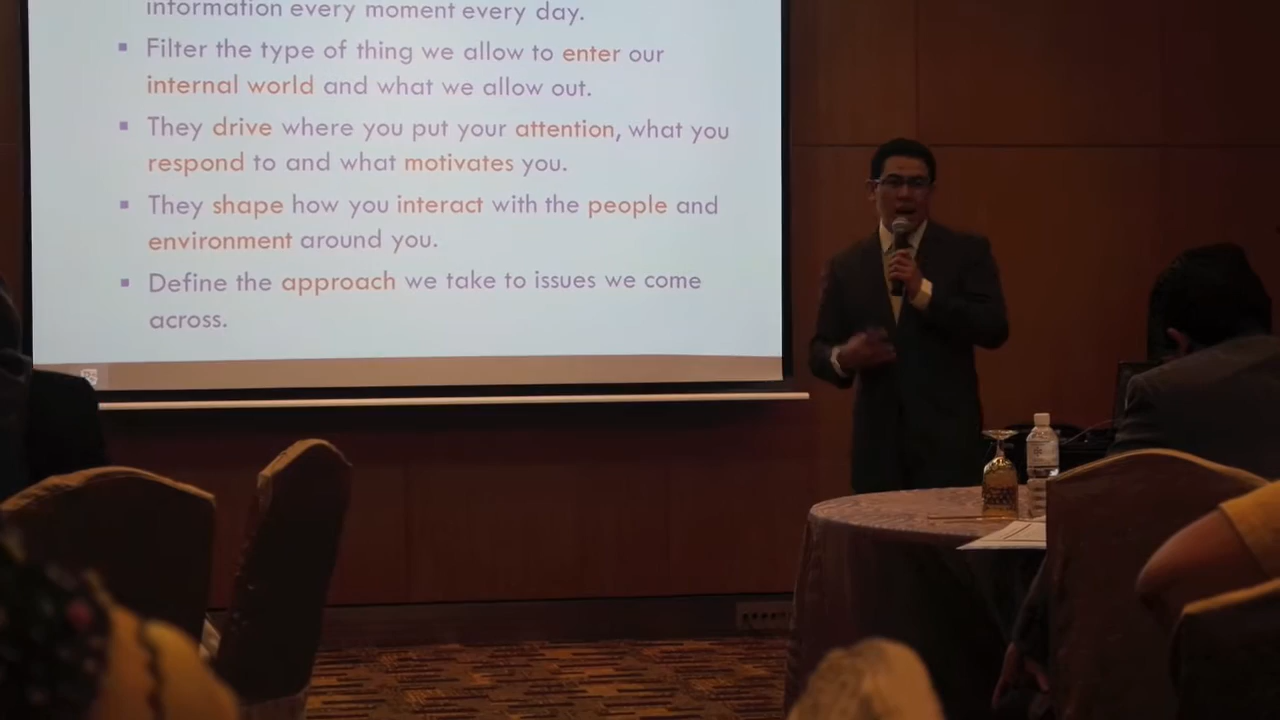 information every moment every day.
▪ Filter the type of thing we allow to enter our
internal world and what we allow out.
▪ They drive where you put your attention, what you
respond to and what motivates you.
▪ They shape how you interact with the people and
environment around you.
▪ Define the approach we take to issues we come
across.